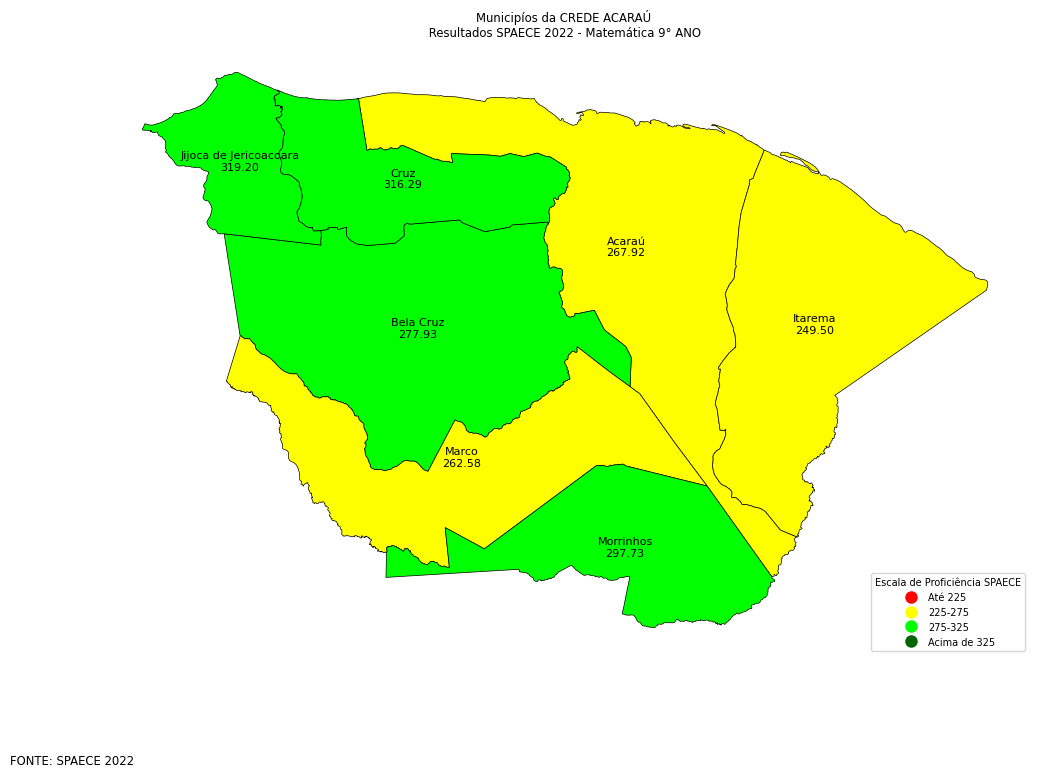 Municipíos da CREDE ACARAÚ
Resultados SPAECE 2022 - Matemática 9° ANO
Jijoca de Jericoacoara
319.20
Cruz
316.29
Acaraú
267.92
Itarema
249.50
Bela Cruz
277.93
Marco
262.58
Morrinhos
297.73
Escala de Proficiência SPAECE
Até 225
225-275
275-325
Acima de 325
FONTE: SPAECE 2022